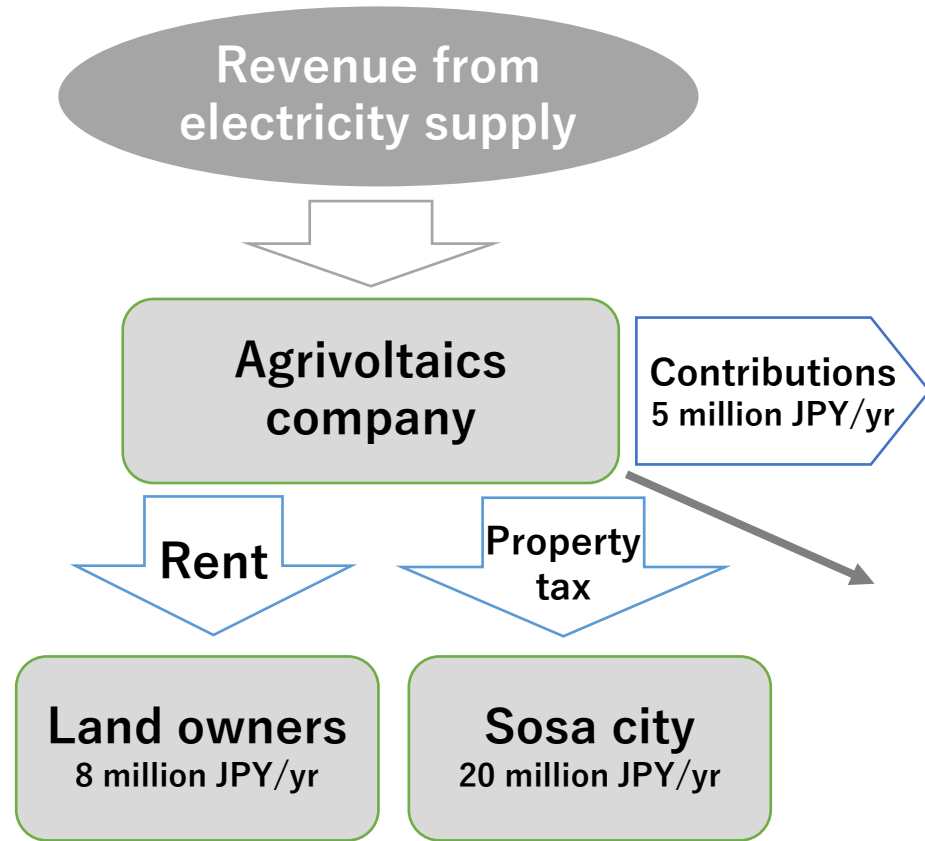 Revenue from
electricity supply
Agrivoltaics
company
Contributions
5 million JPY/yr
Rent
Property
tax
Land owners
8 million JPY/yr
Sosa city
20 million JPY/yr